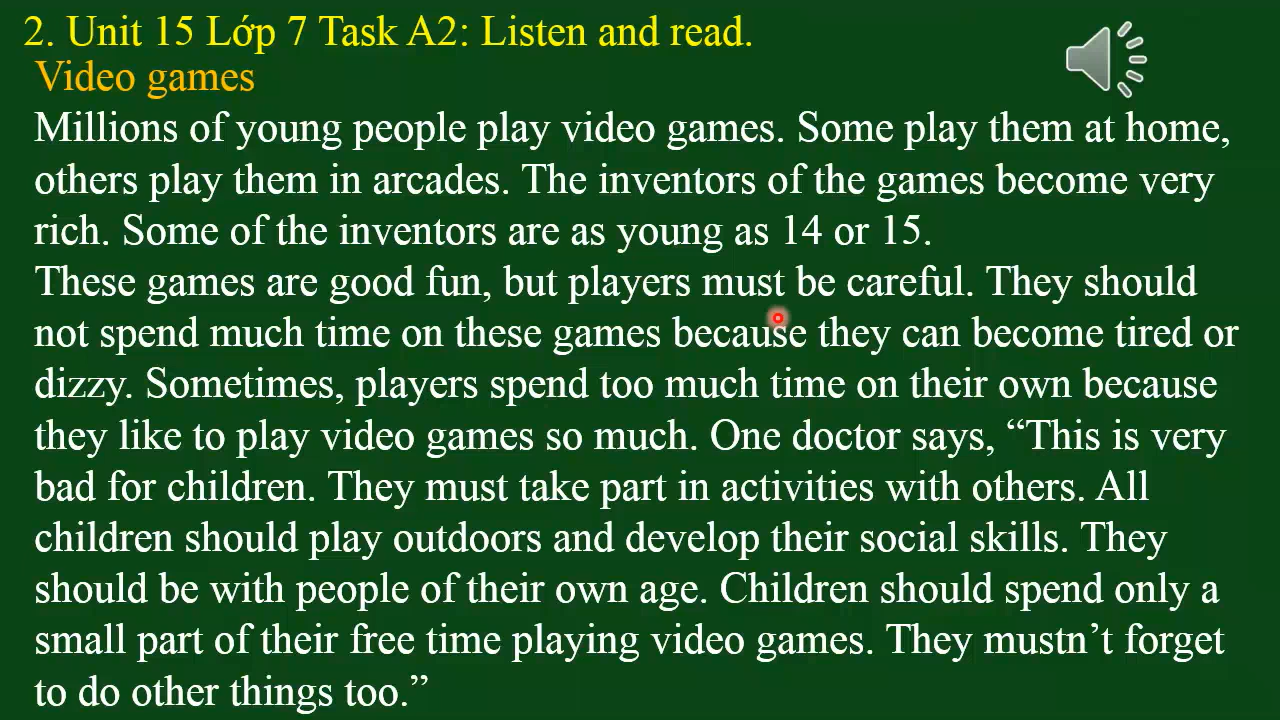 2. Unit 15 Lớp 7 Task A2: Listen and read.
Video games
Millions of young people play video games. Some play them at home,
others play them in arcades. The inventors of the games become very
rich. Some of the inventors are as young as 14 or 15.
These games are good fun, but players must be careful. They should
not spend much time on these games because they can become tired or
dizzy. Sometimes, players spend too much time on their own because
they like to play video games so much. One doctor says, “This is very
bad for children. They must take part in activities with others. All
children should play outdoors and develop their social skills. They
should be with people of their own age. Children should spend only a
small part of their free time playing video games. They mustn’t forget
to do other things too.”